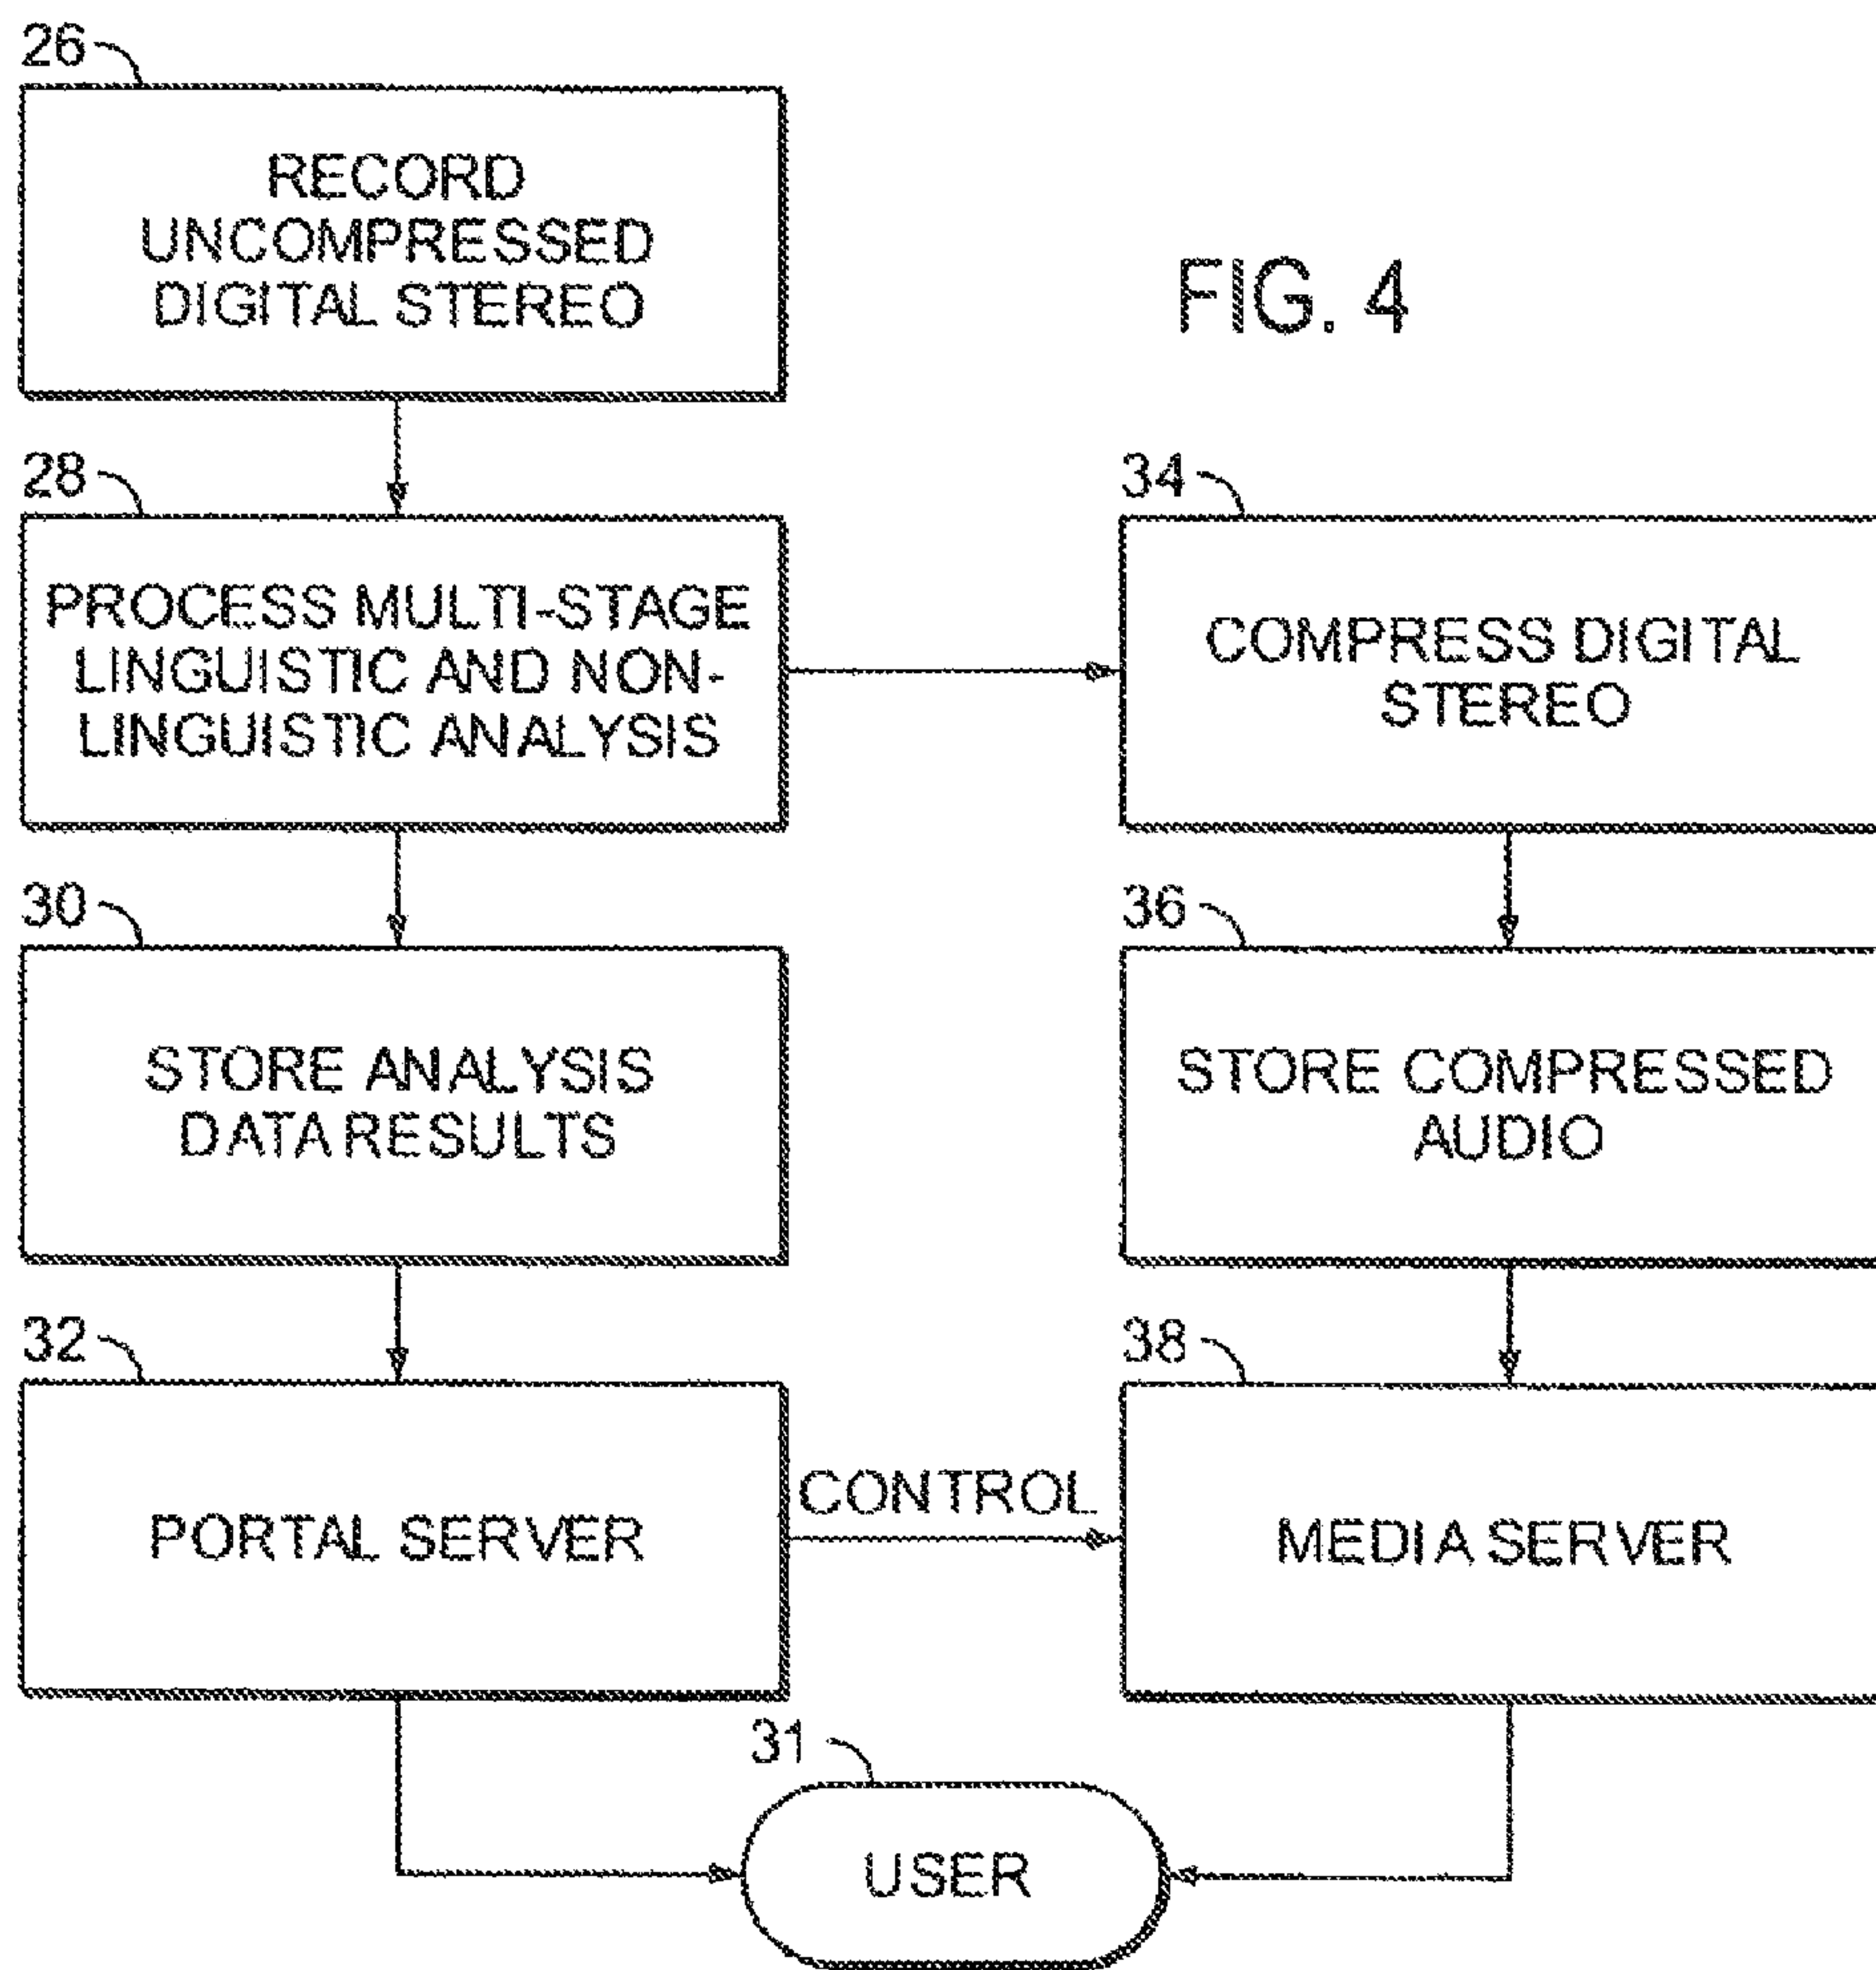 26
RECORD
UNCOMPRESSED
DIGITAL STEREO
FIG. 4
28
PROCESS MULTI-STAGE
LINGUISTIC AND NON-
LINGUISTIC ANALYSIS
34
COMPRESS DIGITAL
STEREO
30
STORE ANALYSIS
DATA RESULTS
36
STORE COMPRESSED
AUDIO
32
PORTAL SERVER
CONTROL
38
MEDIA SERVER
31
USER